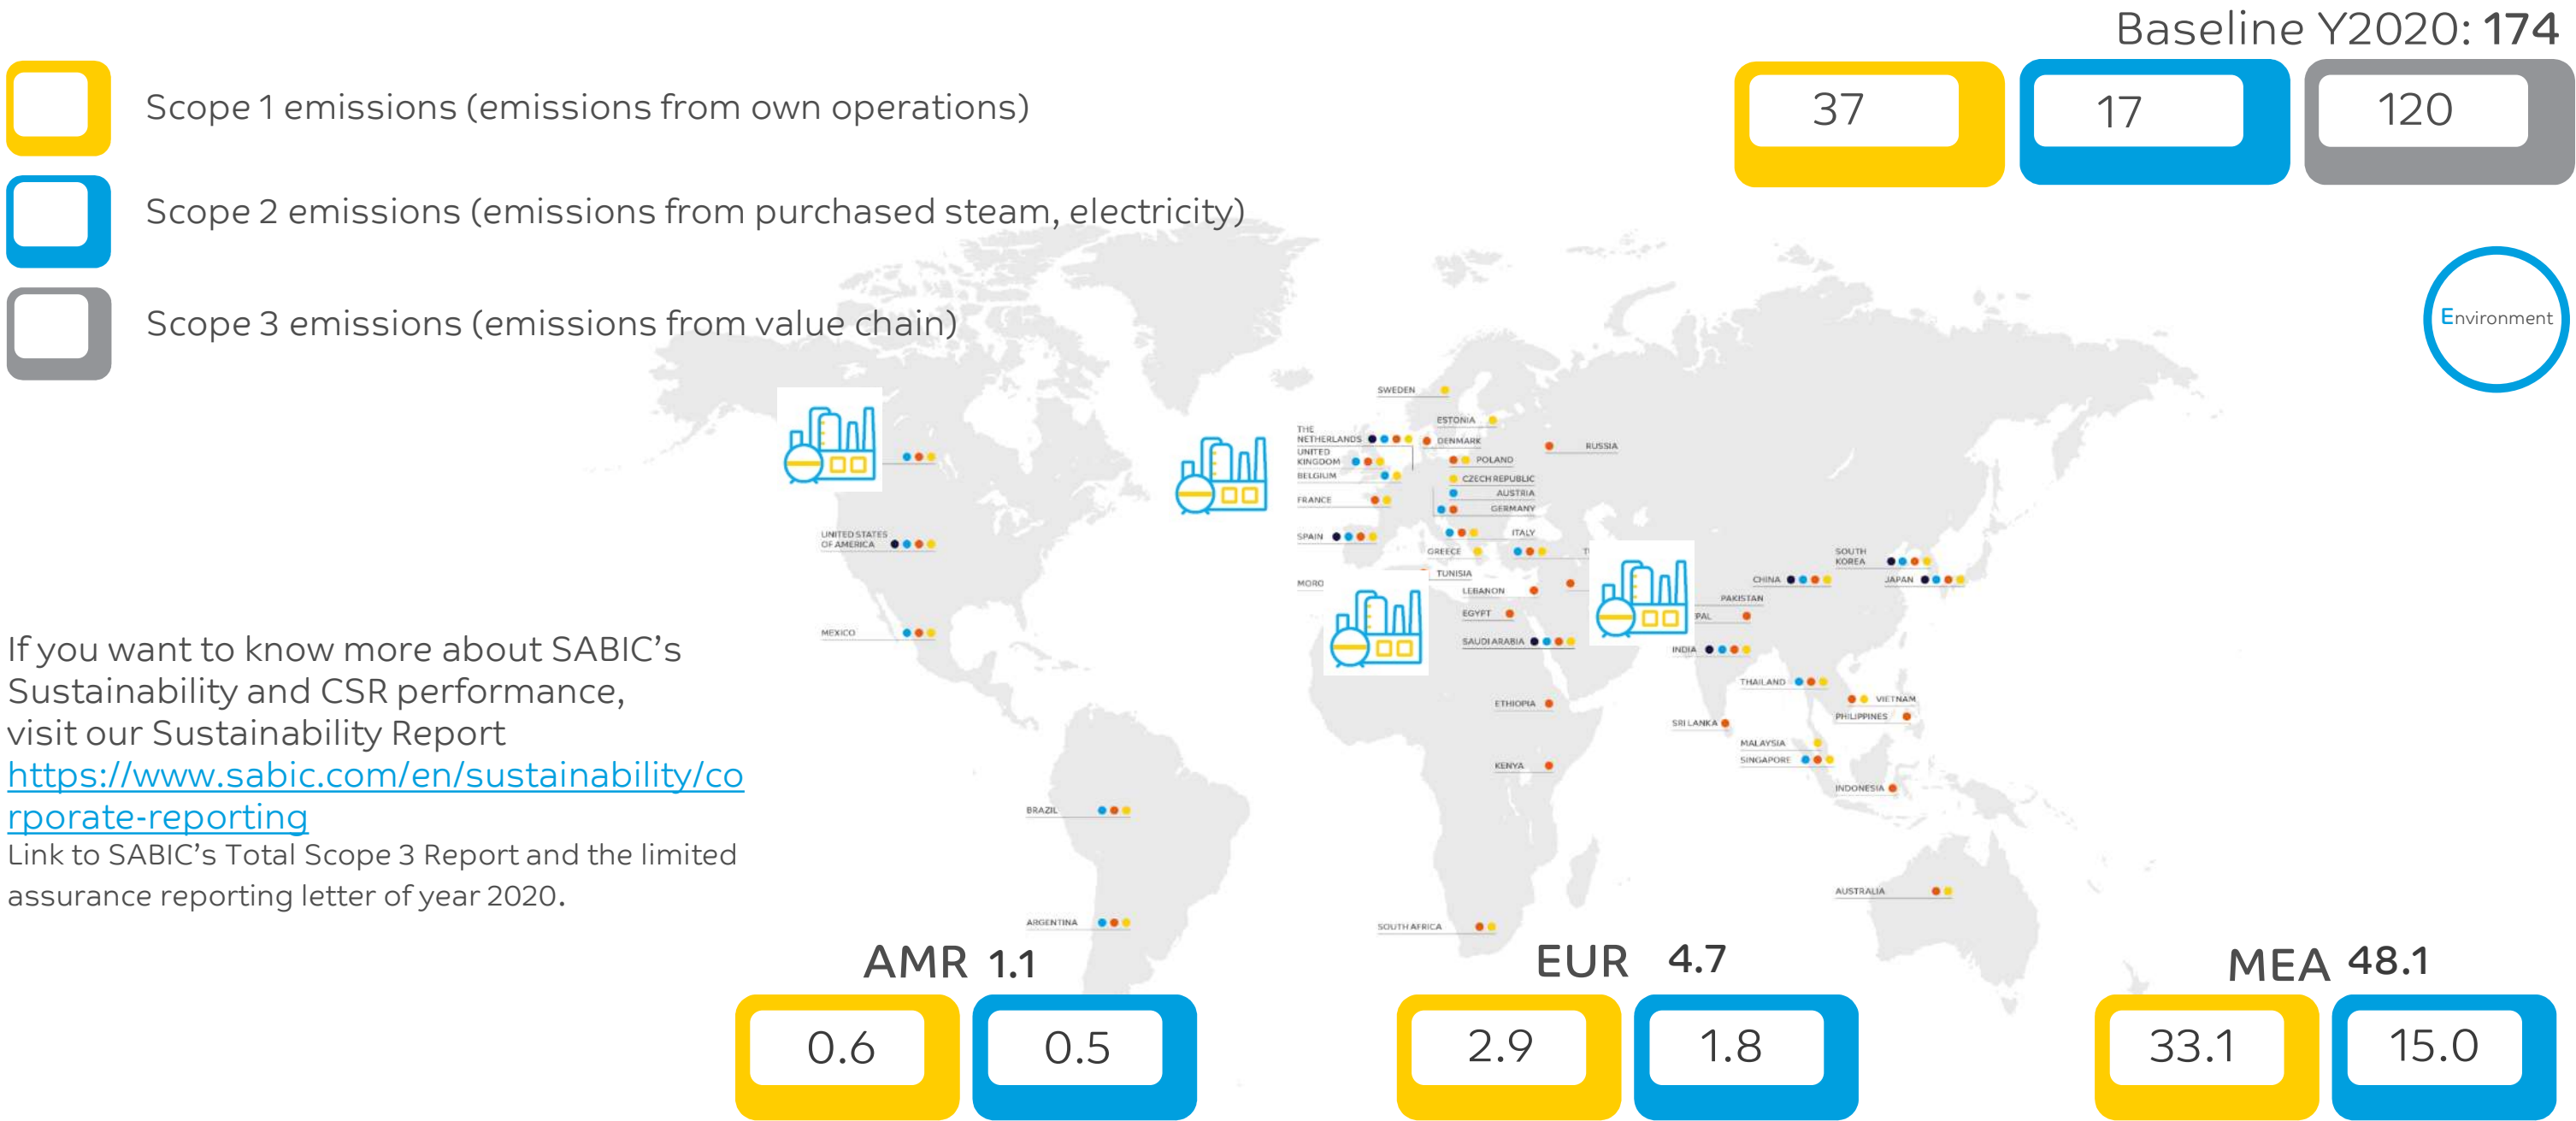 Baseline Y2020: 174
37
17
120
Scope 1 emissions (emissions from own operations)
Scope 2 emissions (emissions from purchased steam, electricity)
Scope 3 emissions (emissions from value chain)
Environment
SWEDEN
ESTONIA
THE
NETHERLANDS
DENMARK
RUSSIA
UNITED
KINGDOM
POLAND
BELGIUM
CZECH REPUBLIC
AUSTRIA
FRANCE
GERMANY
SPAIN
ITALY
GREECE
UNITED STATES
OF AMERICA
TUNISIA
MORO
LEBANON
EGYPT
SAUDI ARABIA
SOUTH
KOREA
CHINA
JAPAN
PAKISTAN
PAL
INDIA
MEXICO
THAILAND
VIETNAM
PHILIPPINES
SRI LANKA
ETHIOPIA
MALAYSIA
SINGAPORE
KENYA
INDONESIA
BRAZIL
AUSTRALIA
ARGENTINA
SOUTH AFRICA
If you want to know more about SABIC's
Sustainability and CSR performance,
visit our Sustainability Report
https://www.sabic.com/en/sustainability/co
rporate-reporting
Link to SABIC's Total Scope 3 Report and the limited
assurance reporting letter of year 2020.
AMR 1.1
0.6
0.5
EUR 4.7
2.9
1.8
MEA 48.1
33.1
15.0